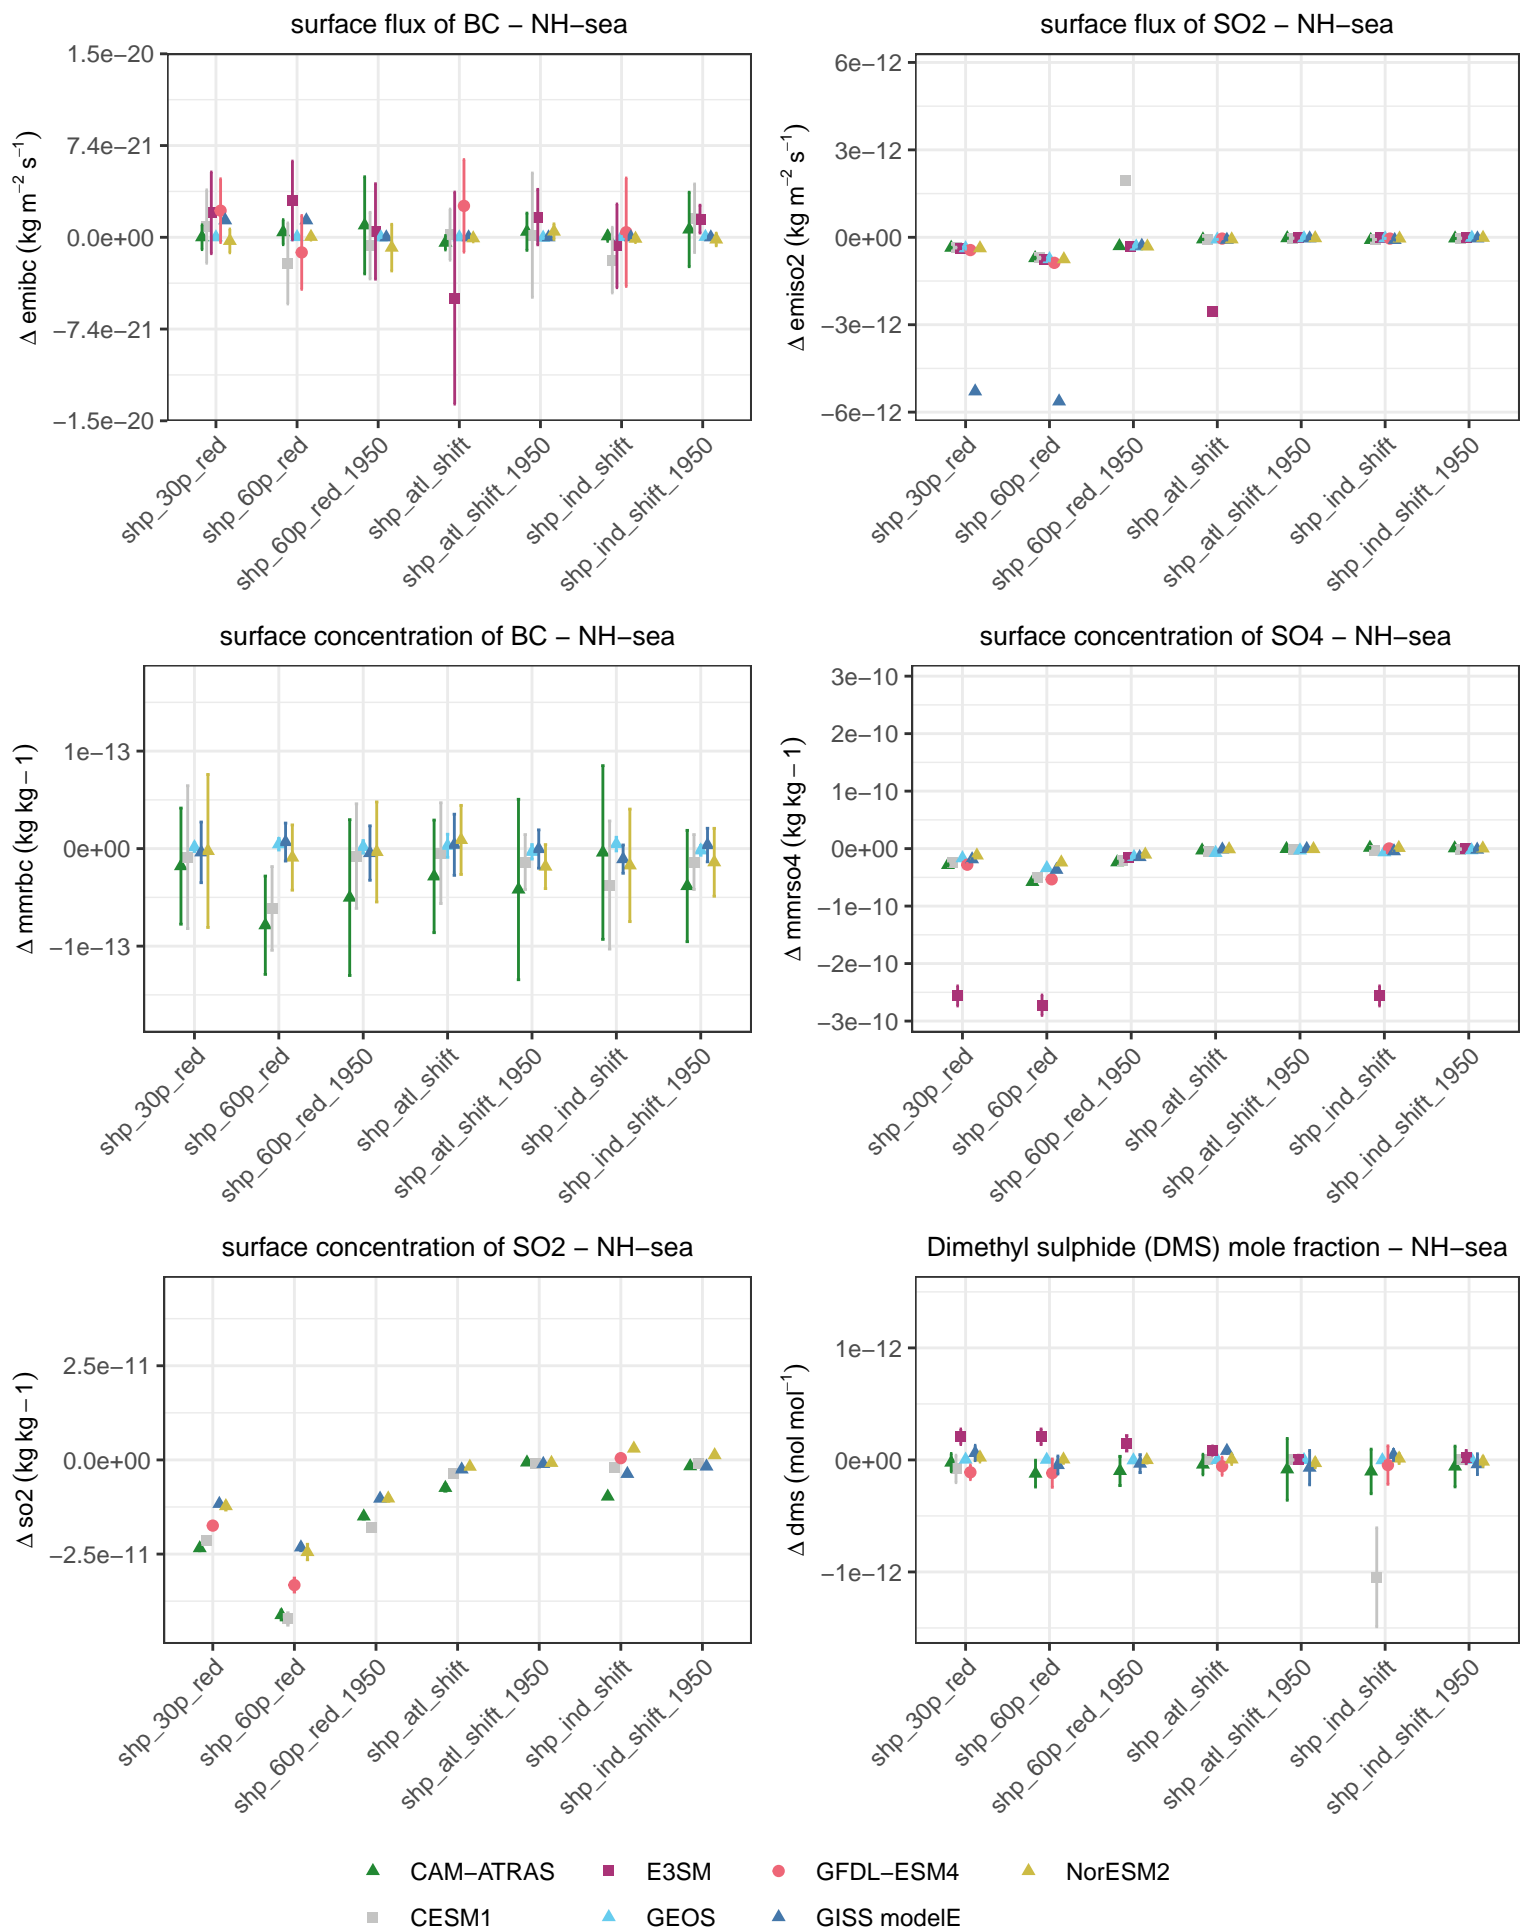 surface flux of BC − NH−sea
Δ emibc (kg m−2 s−1)
1.5e−20
7.4e−21
0.0e+00
−7.4e−21
−1.5e−20
shp_30p_red
shp_60p_red
shp_60p_red_1950
shp_atl_shift
shp_atl_shift_1950
shp_ind_shift
shp_ind_shift_1950
surface flux of SO2 − NH−sea
Δ emiso2 (kg m−2 s−1)
6e−12
3e−12
0e+00
−3e−12
−6e−12
shp_30p_red
shp_60p_red
shp_60p_red_1950
shp_atl_shift
shp_atl_shift_1950
shp_ind_shift
shp_ind_shift_1950
surface concentration of BC − NH−sea
Δ mmrbc (kg kg − 1)
1e−13
0e+00
−1e−13
shp_30p_red
shp_60p_red
shp_60p_red_1950
shp_atl_shift
shp_atl_shift_1950
shp_ind_shift
shp_ind_shift_1950
surface concentration of SO4 − NH−sea
Δ mmrso4 (kg kg − 1)
3e−10
2e−10
1e−10
0e+00
−1e−10
−2e−10
−3e−10
shp_30p_red
shp_60p_red
shp_60p_red_1950
shp_atl_shift
shp_atl_shift_1950
shp_ind_shift
shp_ind_shift_1950
surface concentration of SO2 − NH−sea
Δ so2 (kg kg − 1)
2.5e−11
0.0e+00
−2.5e−11
shp_30p_red
shp_60p_red
shp_60p_red_1950
shp_atl_shift
shp_atl_shift_1950
shp_ind_shift
shp_ind_shift_1950
Dimethyl sulphide (DMS) mole fraction − NH−sea
Δ dms (mol mol−1)
1e−12
0e+00
−1e−12
shp_30p_red
shp_60p_red
shp_60p_red_1950
shp_atl_shift
shp_atl_shift_1950
shp_ind_shift
shp_ind_shift_1950
CAM−ATRAS E3SM GFDL−ESM4 NorESM2
CESM1 GEOS GISS modelE